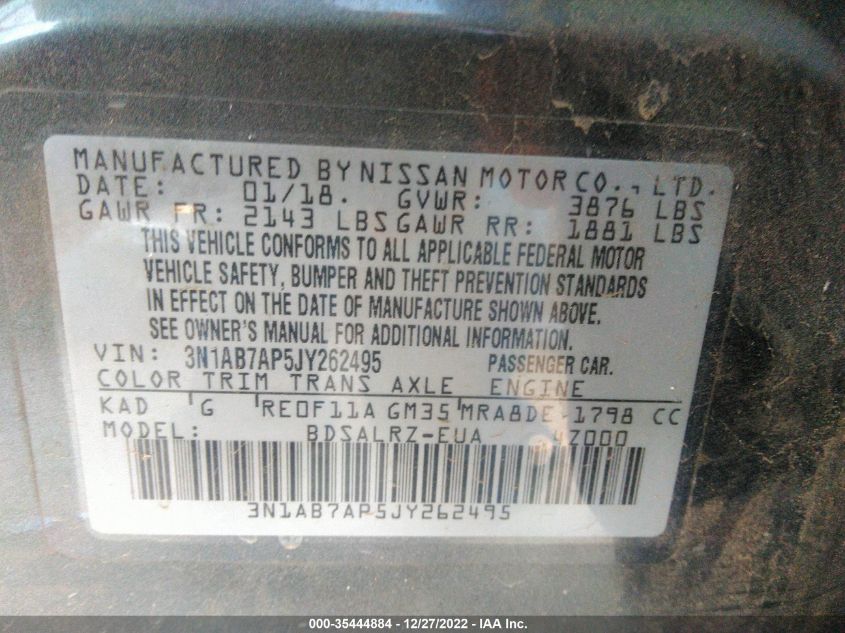 MANUFACTURED BY NISSAN MOTOR CO., LTD.
DATE: 01/18. GVWR: 3876 LBS
GAWR FR: 2143 LBS GAWR RR: 1881 LBS
THIS VEHICLE CONFORMS TO ALL APPLICABLE FEDERAL MOTOR
VEHICLE SAFETY, BUMPER AND THEFT PREVENTION STANDARDS
IN EFFECT ON THE DATE OF MANUFACTURE SHOWN ABOVE.
SEE OWNER'S MANUAL FOR ADDITIONAL INFORMATION.
VIN: 3N1AB7AP5JY262495 PASSENGER CAR.
COLOR TRIM TRANS AXLE ENGINE
KAD G RE0F11A GM35 MRA8DE 1798 CC
MODEL: BDSALRZ-EUA 4Z000
3N1AB7AP5JY262495
000-35444884 / 12/27/2022 - IAA Inc.